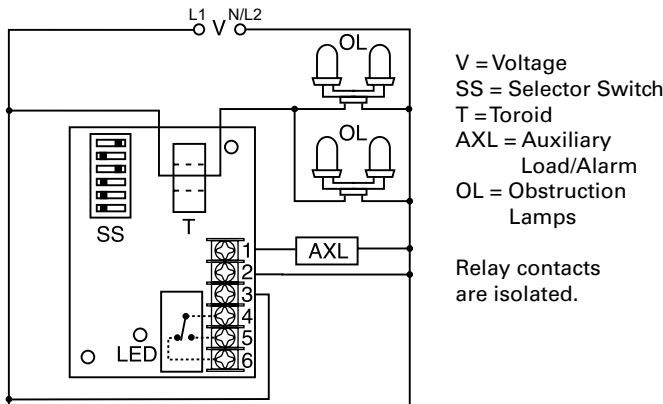 L1 V N/L2
OL
OL
SS
T
1
AXL
2
3
4
5
6
LED
V = Voltage
SS = Selector Switch
T = Toroid
AXL = Auxiliary
Load/Alarm
OL = Obstruction
Lamps
Relay contacts
are isolated.